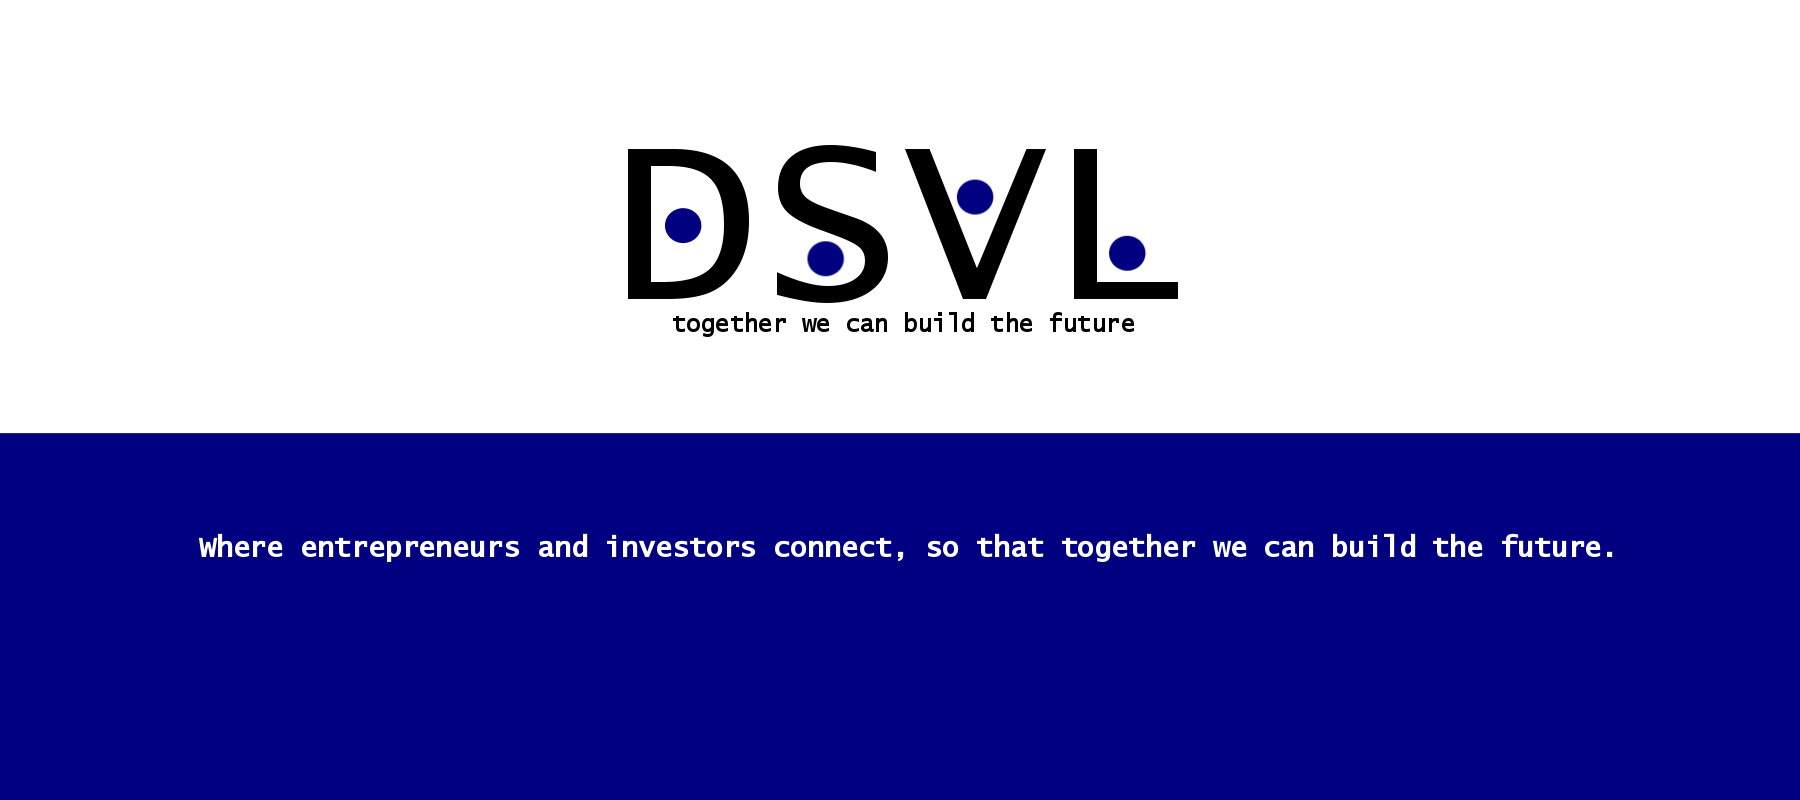 DSVL
together we can build the future
Where entrepreneurs and investors connect, so that together we can build the future.